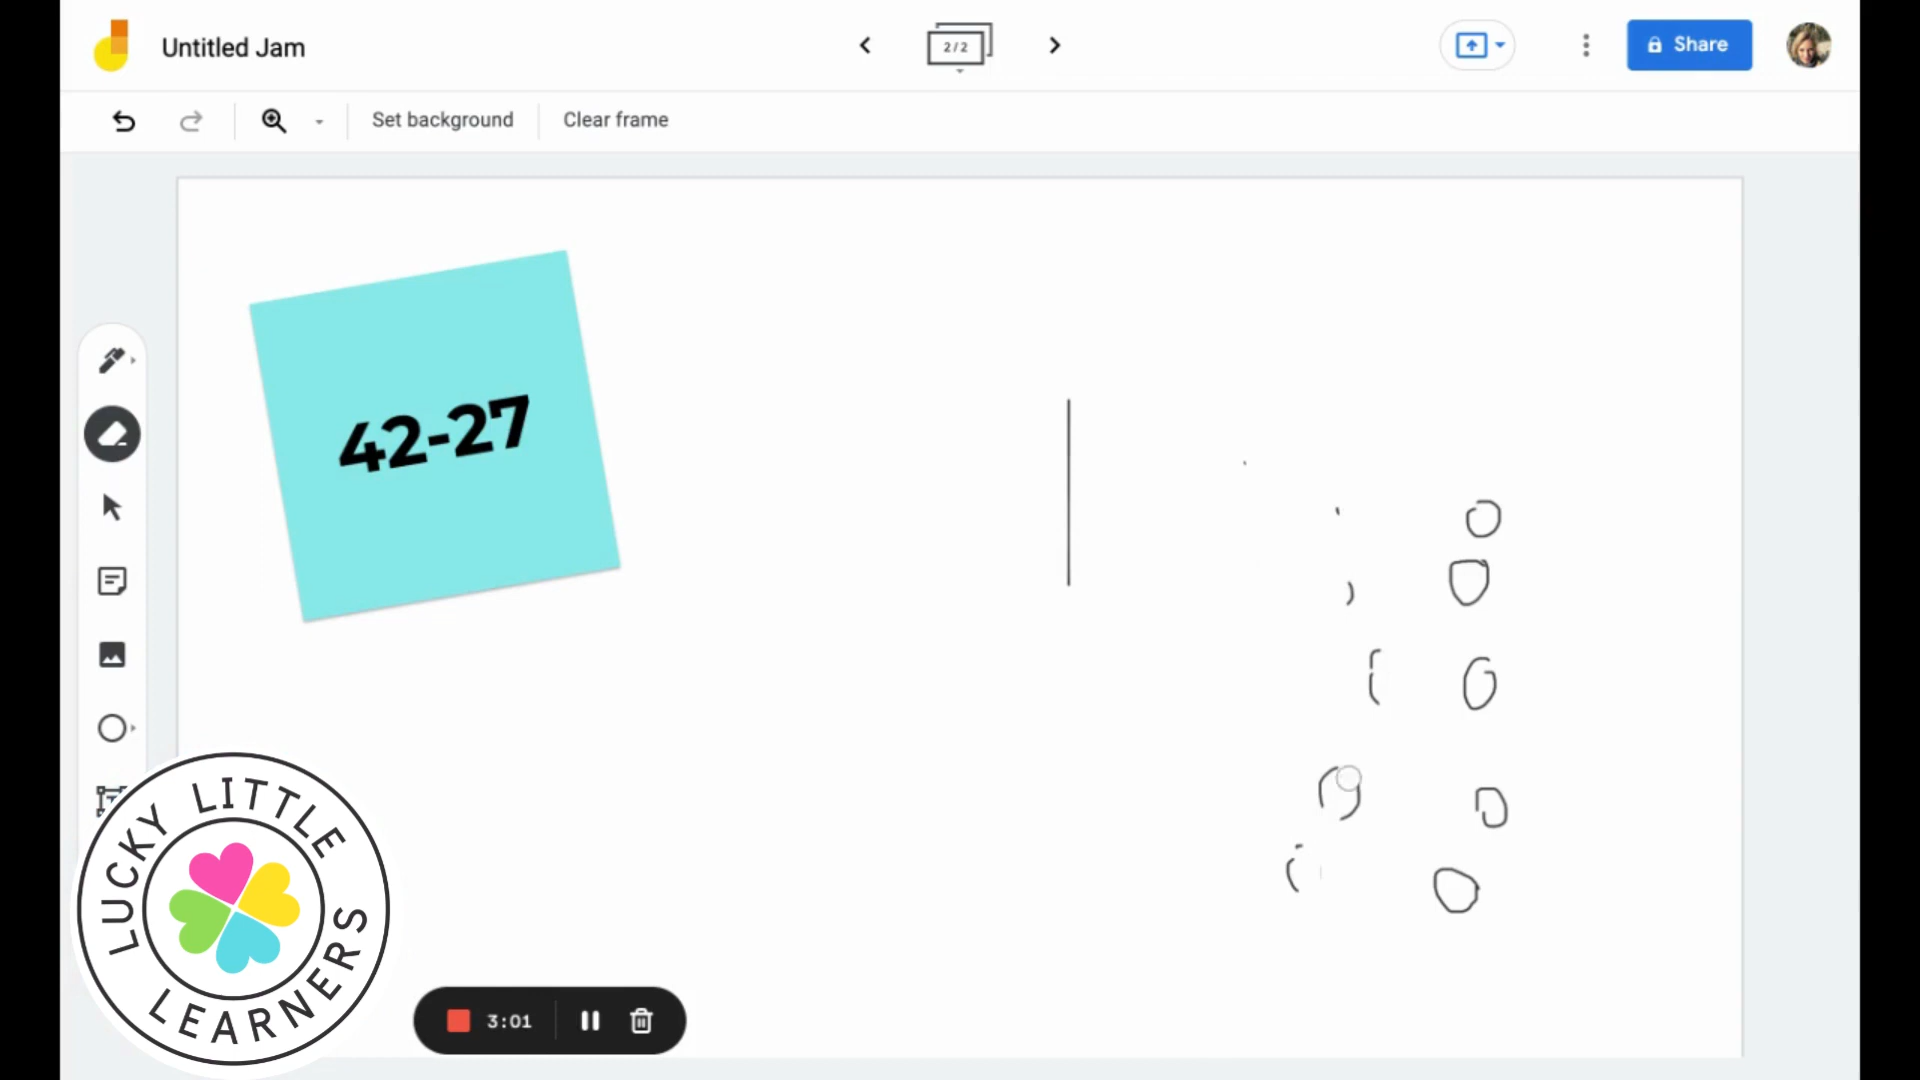 Untitled Jam
2/2
Share
Set background
Clear frame
42-27
LUCKY LITTLE
LEARNERS
3:01